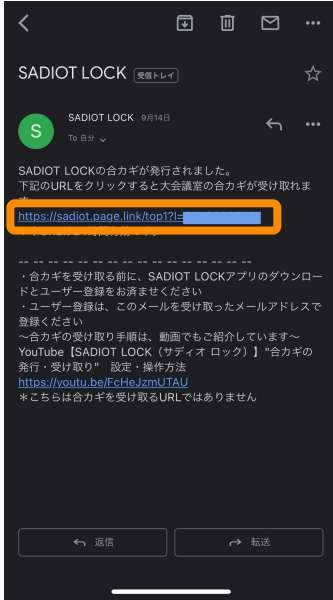 SADIOT LOCK 受信トレイ
S
SADIOT LOCK 9月14日
To 自分
SADIOT LOCKの合カギが発行されました。
下記のURLをクリックすると大会議室の合カギが受け取れま
https://sadiot.page.link/top1?l=
-- -- -- -- -- -- -- -- -- -- -- -- -- -- -- --
・合カギを受け取る前に、SADIOT LOCKアプリのダウンロー
ドとユーザー登録をお済ませください
・ユーザー登録は、このメールを受け取ったメールアドレスで
登録ください
〜合カギの受け取り手順は、動画でもご紹介しています〜
YouTube【SADIOT LOCK（サディオ ロック）】"合カギの
発行・受け取り"　設定・操作方法
https://youtu.be/FcHeJzmUTAU
＊こちらは合カギを受け取るURLではありません
返信
転送